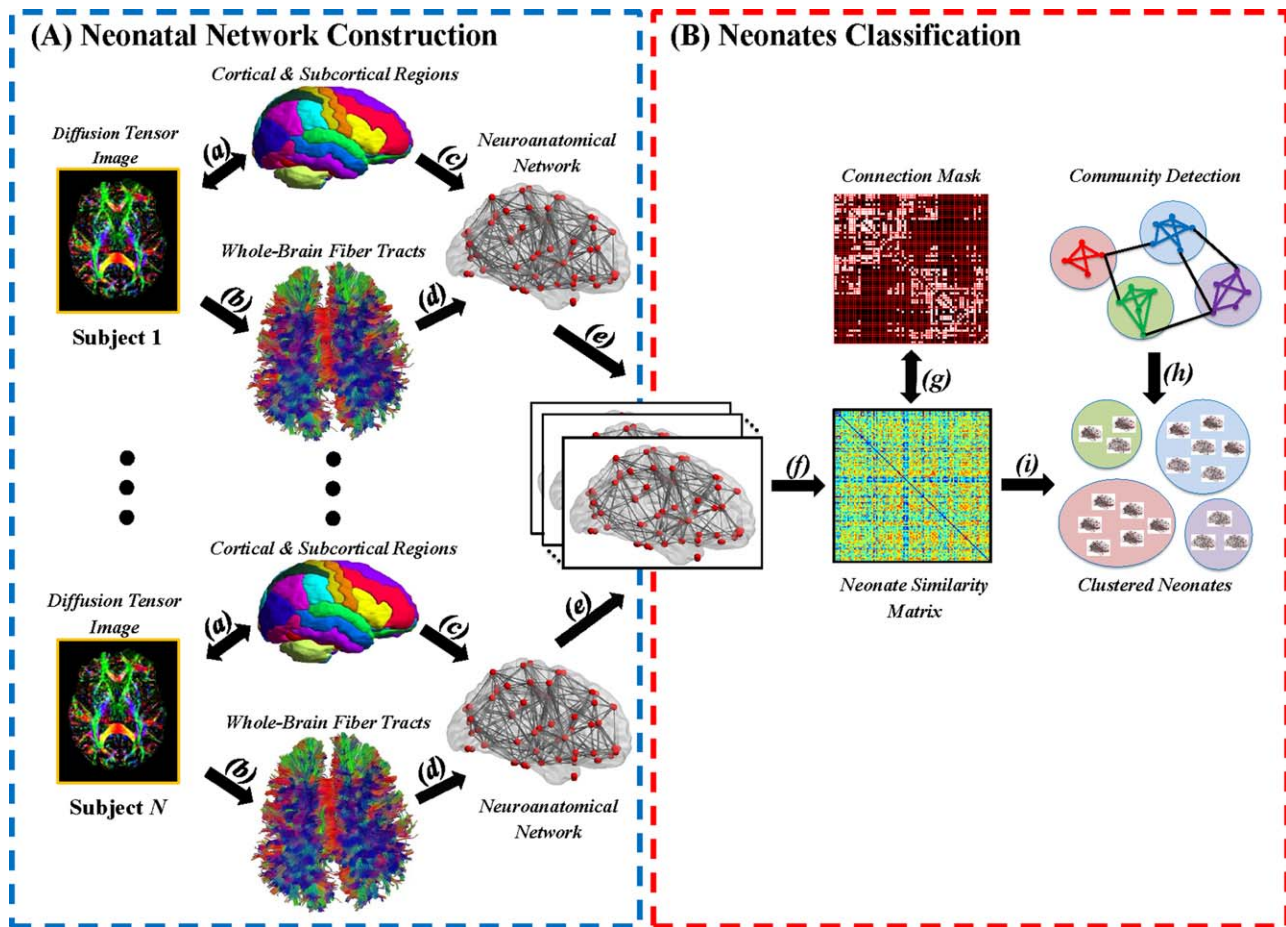 (A) Neonatal Network Construction
Cortical & Subcortical Regions
Diffusion Tensor
Image
(a)
(c)
Neuroanatomical
Network
Whole-Brain Fiber Tracts
(b)
(d)
Subject 1
(e)
Cortical & Subcortical Regions
Diffusion Tensor
Image
(a)
(c)
(e)
Whole-Brain Fiber Tracts
(b)
(d)
Subject N
Neuroanatomical
Network
(B) Neonates Classification
Connection Mask
Community Detection
(g)
(h)
(f)
(i)
Neonate Similarity
Matrix
Clustered Neonates